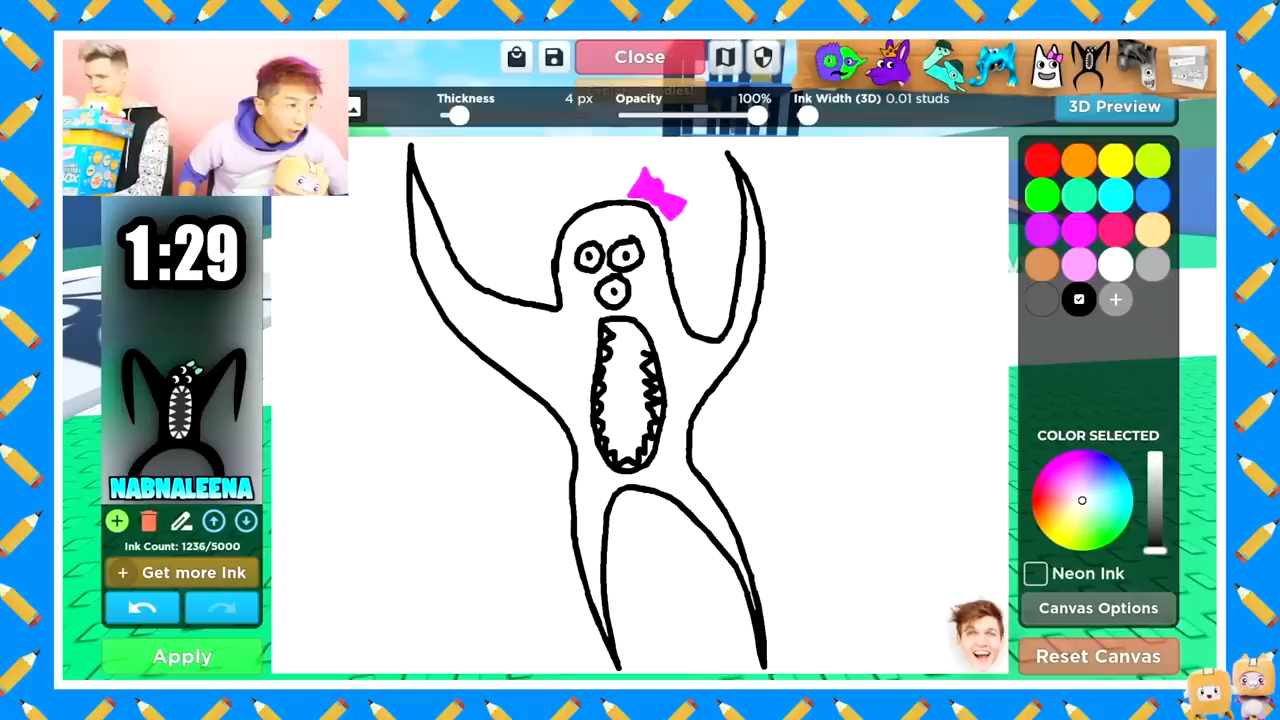 Close
Thickness
4 px
Opacity
100%
Ink Width (3D) 0.01 studs
3D Preview
1:29
NABNALEENA
Ink Count: 1236/5000
+ Get more Ink
Apply
COLOR SELECTED
Neon Ink
Canvas Options
Reset Canvas